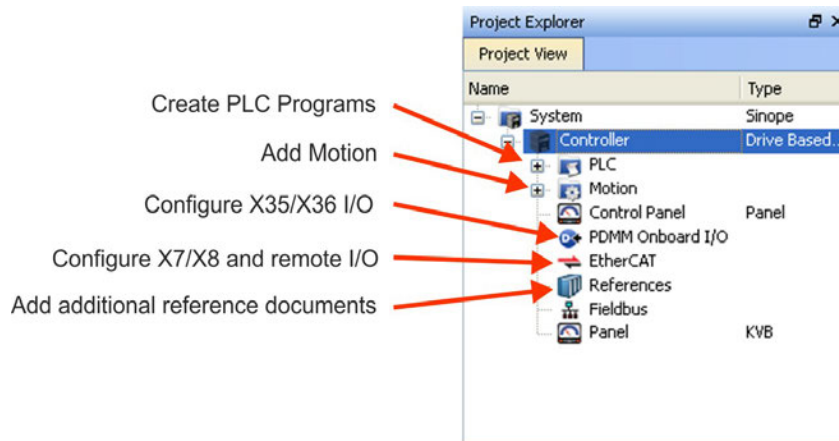 Project Explorer
Project View
Name Type
System Sinope
Create PLC Programs
Controller Drive Based..
Add Motion
PLC
Motion
Configure X35/X36 I/O
Control Panel Panel
PDMM Onboard I/O
Configure X7/X8 and remote I/O
EtherCAT
Add additional reference documents
References
Fieldbus
Panel KVB